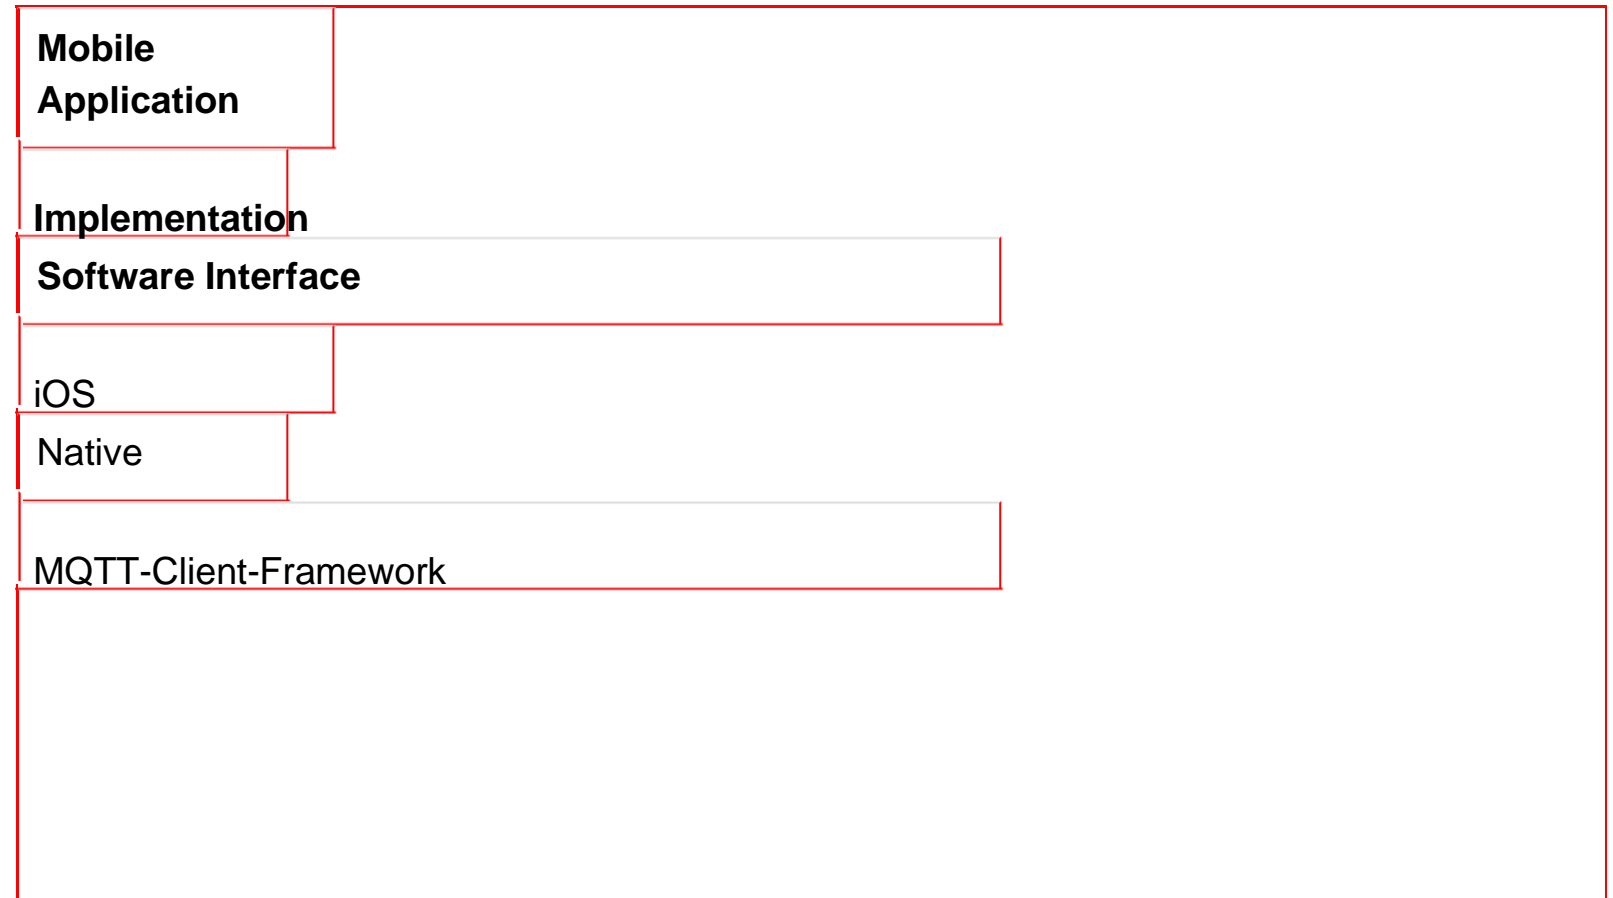 Mobile
Application
Implementation
Software Interface
iOS
Native
MQTT-Client-Framework